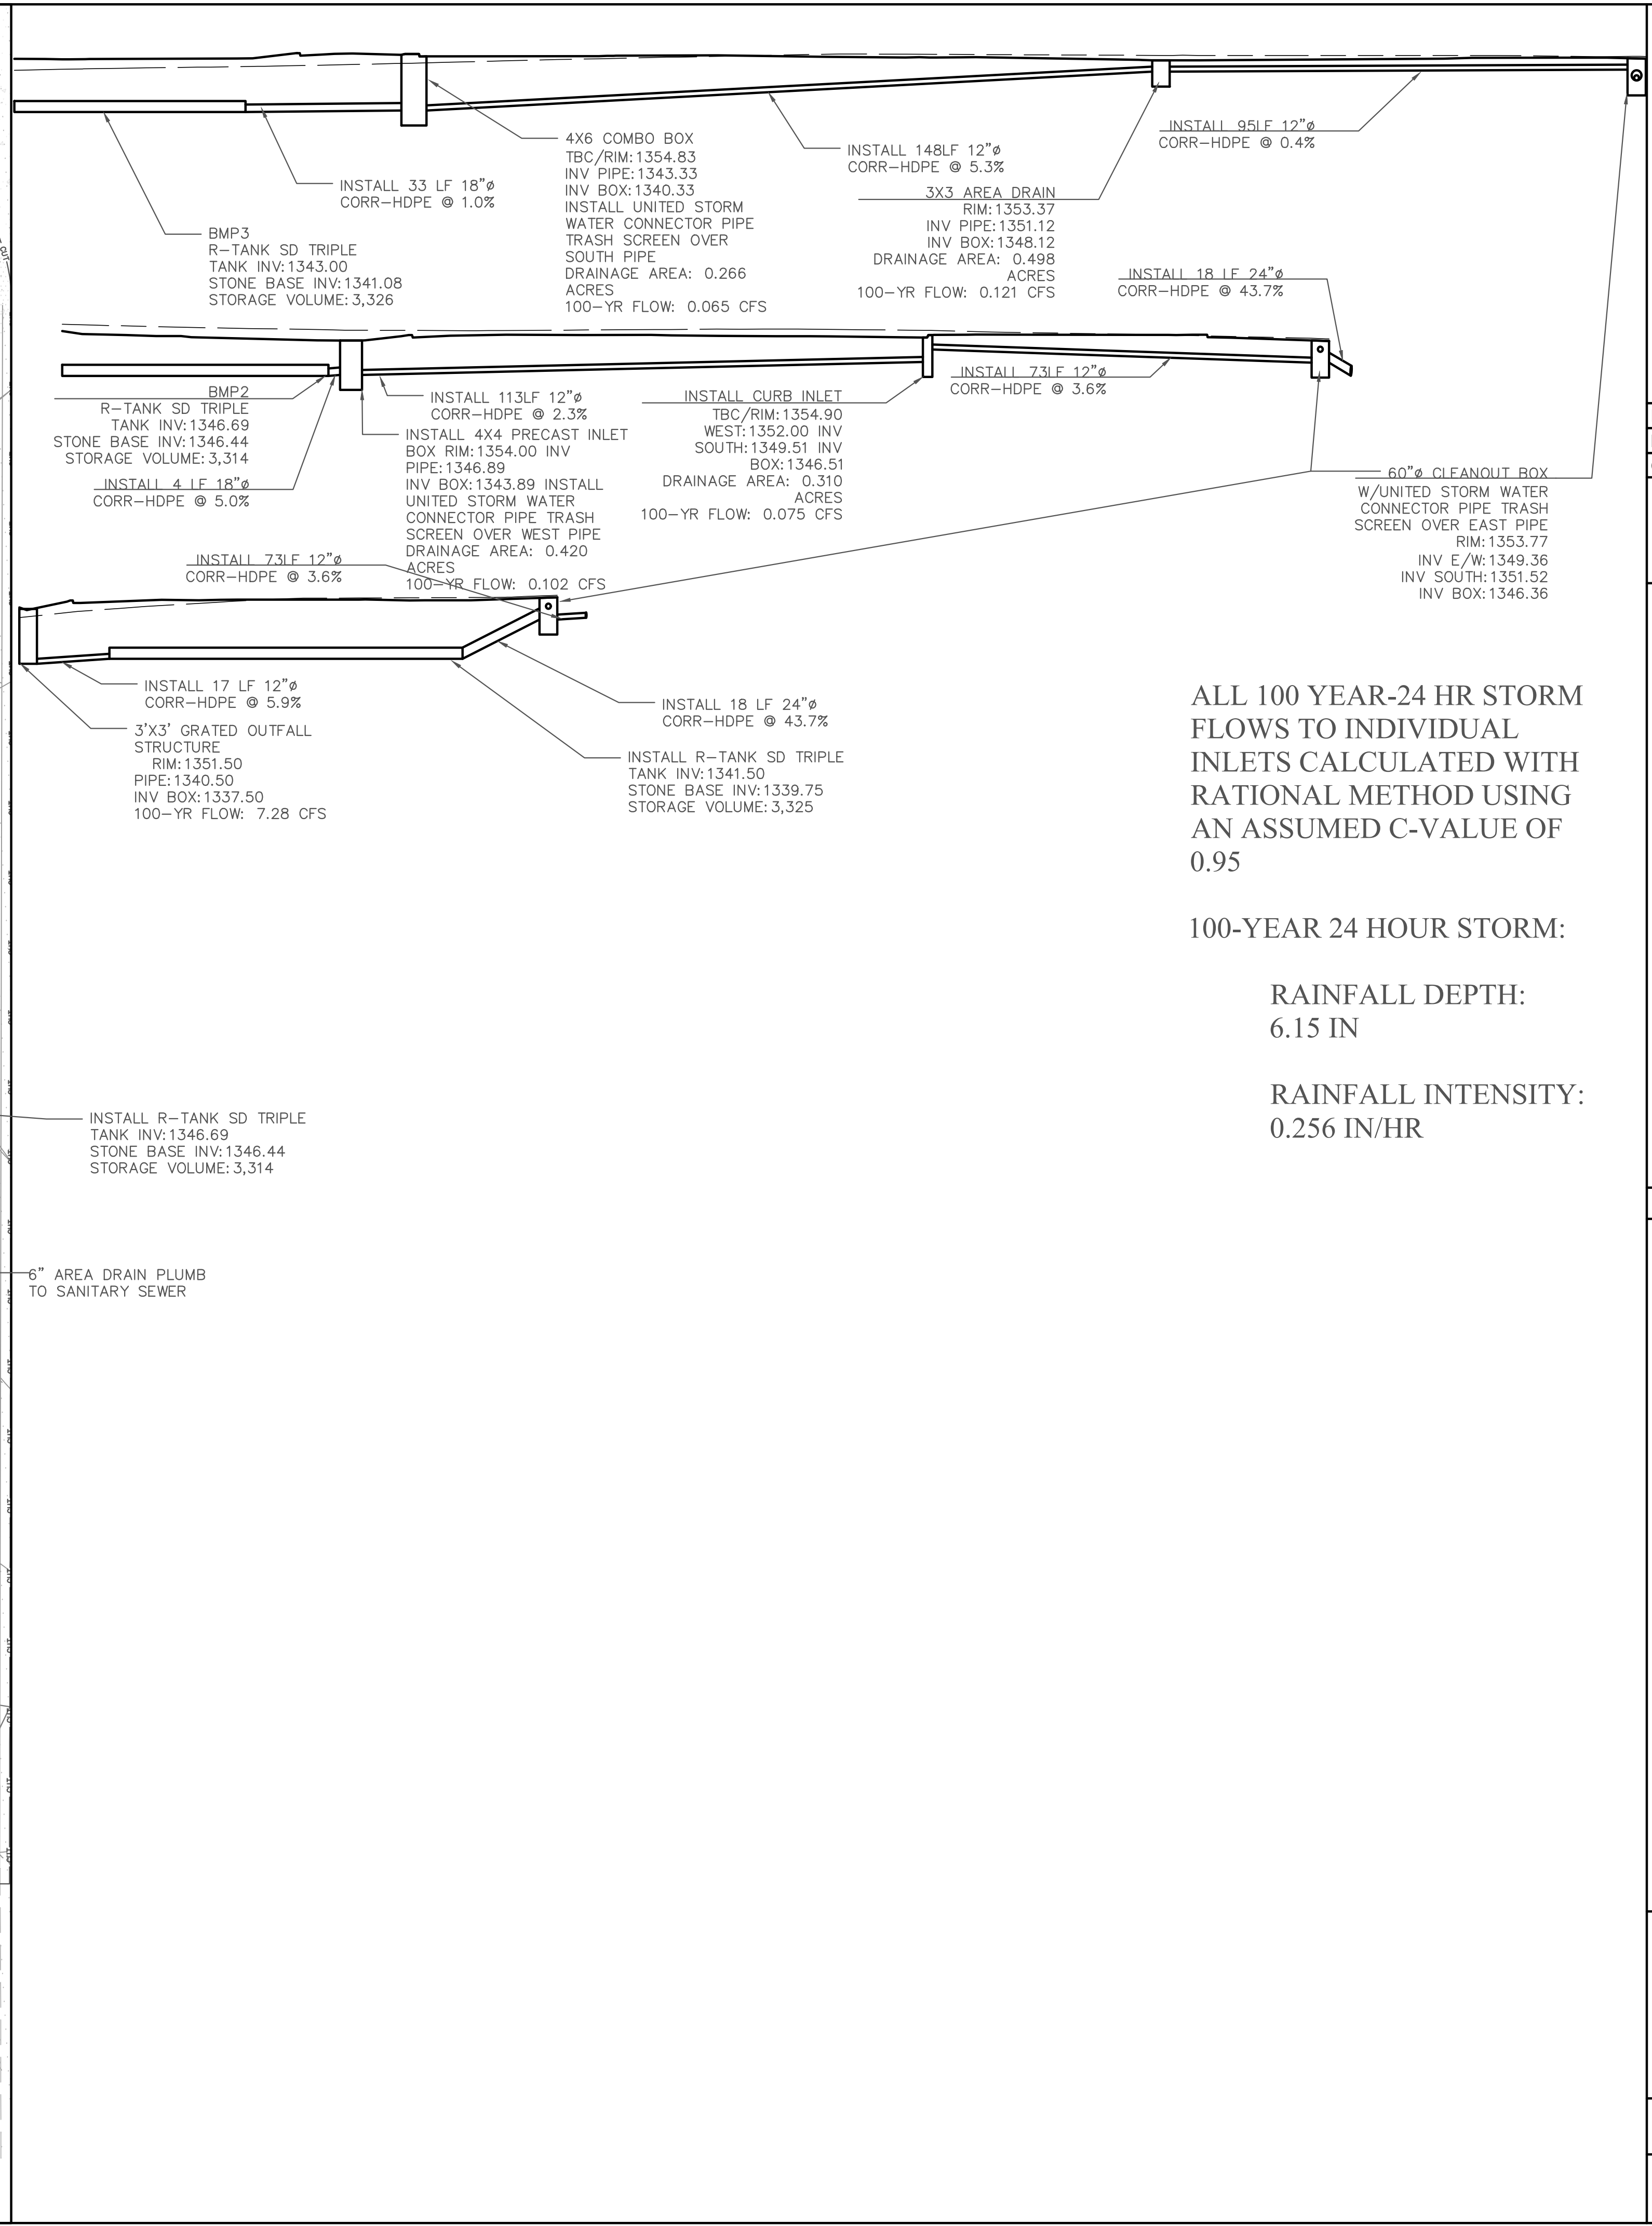 INSTALL 33 LF 18"ø
CORR-HDPE @ 1.0%
BMP3
R-TANK SD TRIPLE
TANK INV:1343.00
STONE BASE INV:1341.08
STORAGE VOLUME:3,326
4X6 COMBO BOX
TBC/RIM:1354.83
INV PIPE:1343.33
INV BOX:1340.33
INSTALL UNITED STORM
WATER CONNECTOR PIPE
TRASH SCREEN OVER
SOUTH PIPE
DRAINAGE AREA: 0.266
ACRES
100-YR FLOW: 0.065 CFS
INSTALL 148LF 12"ø
CORR-HDPE @ 5.3%
3X3 AREA DRAIN
RIM:1353.37
INV PIPE:1351.12
INV BOX:1348.12
DRAINAGE AREA: 0.498
ACRES
100-YR FLOW: 0.121 CFS
INSTALL 95LF 12"ø
CORR-HDPE @ 0.4%
INSTALL 18 LF 24"ø
CORR-HDPE @ 43.7%
BMP2
R-TANK SD TRIPLE
TANK INV:1346.69
STONE BASE INV:1346.44
STORAGE VOLUME:3,314
INSTALL 4 LF 18"ø
CORR-HDPE @ 5.0%
INSTALL 113LF 12"ø
CORR-HDPE @ 2.3%
INSTALL 4X4 PRECAST INLET
BOX RIM:1354.00 INV
PIPE:1346.89
INV BOX:1343.89 INSTALL
UNITED STORM WATER
CONNECTOR PIPE TRASH
SCREEN OVER WEST PIPE
DRAINAGE AREA: 0.420
ACRES
100-YR FLOW: 0.102 CFS
INSTALL CURB INLET
TBC/RIM:1354.90
WEST:1352.00 INV
SOUTH:1349.51 INV
BOX:1346.51
DRAINAGE AREA: 0.310
ACRES
100-YR FLOW: 0.075 CFS
INSTALL 73LF 12"ø
CORR-HDPE @ 3.6%
60"ø CLEANOUT BOX
W/UNITED STORM WATER
CONNECTOR PIPE TRASH
SCREEN OVER EAST PIPE
RIM:1353.77
INV E/W:1349.36
INV SOUTH:1351.52
INV BOX:1346.36
INSTALL 73LF 12"ø
CORR-HDPE @ 3.6%
INSTALL 17 LF 12"ø
CORR-HDPE @ 5.9%
3'X3' GRATED OUTFALL
STRUCTURE
RIM:1351.50
PIPE:1340.50
INV BOX:1337.50
100-YR FLOW: 7.28 CFS
INSTALL 18 LF 24"ø
CORR-HDPE @ 43.7%
INSTALL R-TANK SD TRIPLE
TANK INV:1341.50
STONE BASE INV:1339.75
STORAGE VOLUME:3,325
ALL 100 YEAR-24 HR STORM
FLOWS TO INDIVIDUAL
INLETS CALCULATED WITH
RATIONAL METHOD USING
AN ASSUMED C-VALUE OF
0.95
100-YEAR 24 HOUR STORM:
RAINFALL DEPTH:
6.15 IN
RAINFALL INTENSITY:
0.256 IN/HR
INSTALL R-TANK SD TRIPLE
TANK INV:1346.69
STONE BASE INV:1346.44
STORAGE VOLUME:3,314
6" AREA DRAIN PLUMB
TO SANITARY SEWER